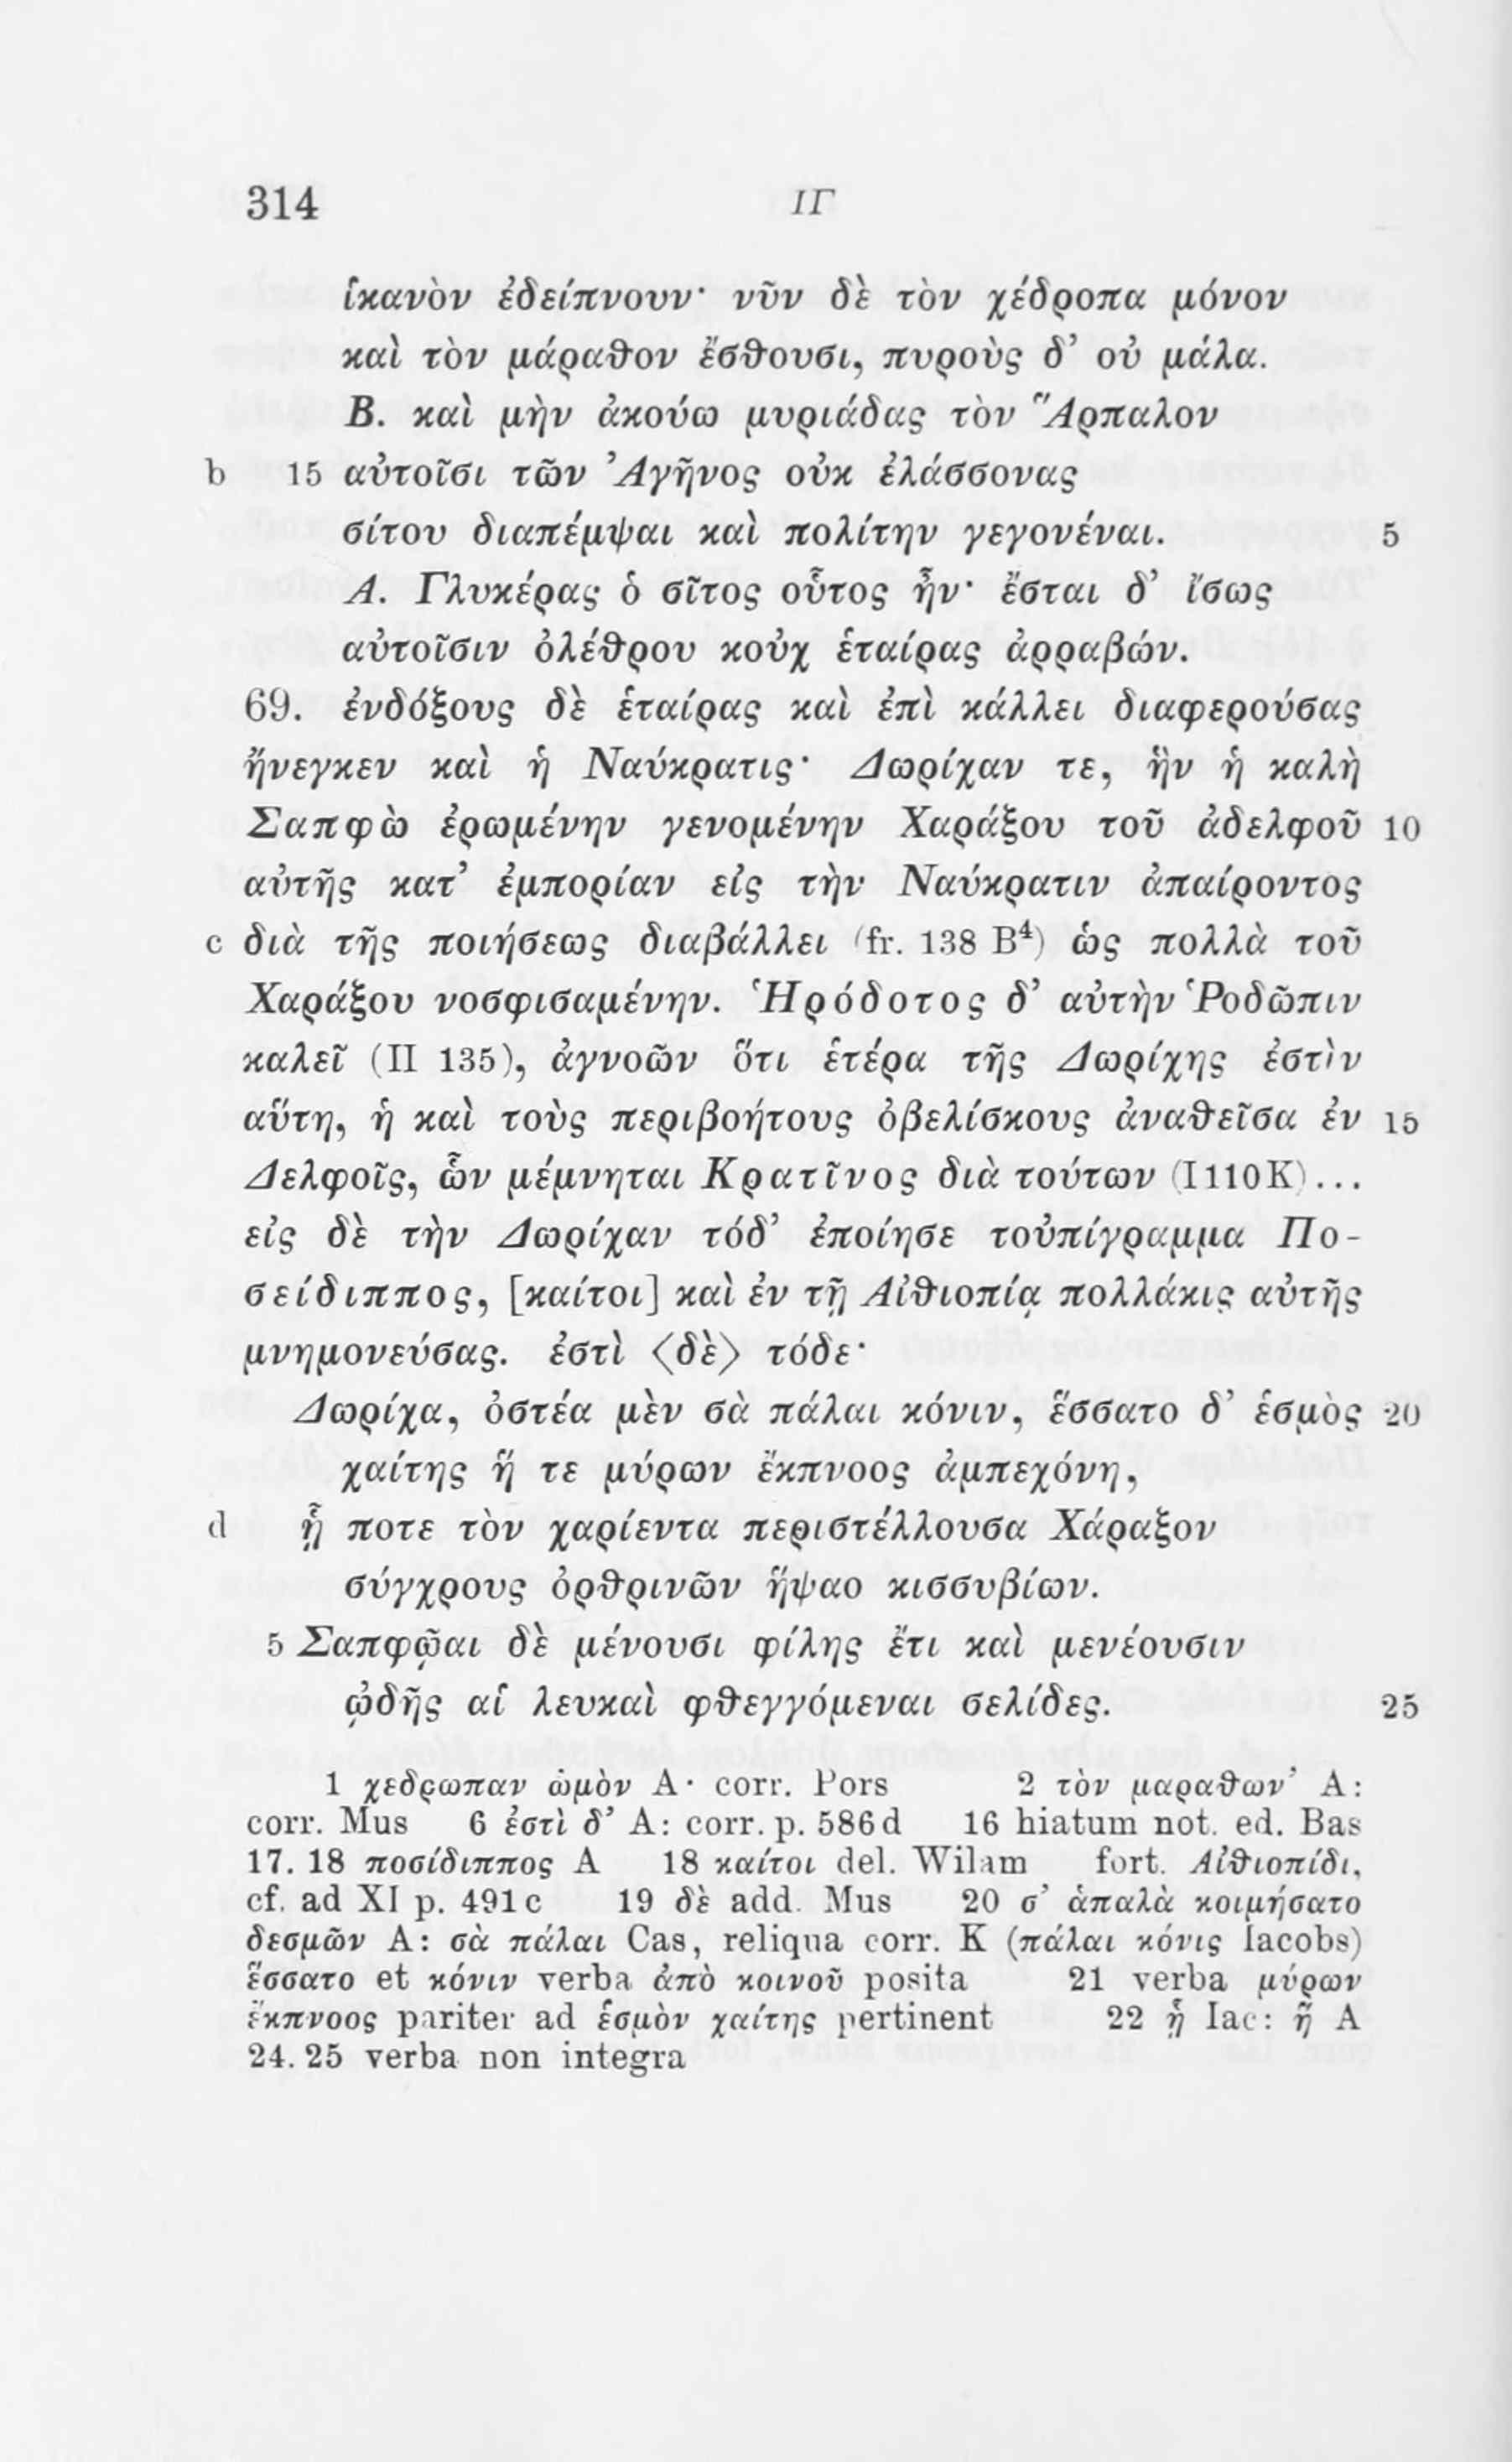 314 ΙΓ
ἱκανὸν ἐδείπνουν· νῦν δὲ τὸν χέδροπα μόνον
καὶ τὸν μάραθον ἔσθουσι, πυροὺς δ’ οὐ μάλα.
Β. καὶ μὴν ἀκούω μυριάδας τὸν Ἅρπαλον
b 15 αὐτοῖσι τῶν Ἀγῆνος οὐκ ἐλάσσονας
σίτου διαπέμψαι καὶ πολίτην γεγονέναι. 5
Α. Γλυκέρας ὁ σῖτος οὗτος ἦν· ἔσται δ’ ἴσως
αὐτοῖσιν ὀλέθρου κοὐχ ἑταίρας ἀρραβών.
69. ἐνδόξους δὲ ἑταίρας καὶ ἐπὶ κάλλει διαφερούσας
ἤνεγκεν καὶ ἡ Ναύκρατις· Δωρίχαν τε, ἣν ἡ καλὴ
Σαπφὼ ἐρωμένην γενομένην Χαράξου τοῦ ἀδελφοῦ 10
αὐτῆς κατ’ ἐμπορίαν εἰς τὴν Ναύκρατιν ἀπαίροντος
c διὰ τῆς ποιήσεως διαβάλλει (fr. 138 B⁴) ὡς πολλὰ τοῦ
Χαράξου νοσφισαμένην. Ἡρόδοτος δ’ αὐτὴν Ῥοδῶπιν
καλεῖ (II 135), ἀγνοῶν ὅτι ἑτέρα τῆς Δωρίχης ἐστὶν
αὕτη, ἡ καὶ τοὺς περιβοήτους ὀβελίσκους ἀναθεῖσα ἐν 15
Δελφοῖς, ὧν μέμνηται Κρατῖνος διὰ τούτων (I 110 K) ...
εἰς δὲ τὴν Δωρίχαν τόδ’ ἐποίησε τοὐπίγραμμα Πο-
σείδιππος, [καίτοι] καὶ ἐν τῇ Αἰθιοπίᾳ πολλάκις αὐτῆς
μνημονεύσας. ἐστὶ ⟨δὲ⟩ τόδε·
Δωρίχα, ὀστέα μὲν σὰ πάλαι κόνιν, ἕσσατο δ’ ἑσμὸς 20
χαίτης ἥ τε μύρων ἔκπνοος ἀμπεχόνη,
d ᾗ ποτε τὸν χαρίεντα περιστέλλουσα Χάραξον
σύγχρους ὀρθρινῶν ἥψαο κισσυβίων.
5 Σαπφῷαι δὲ μένουσι φίλης ἔτι καὶ μενέουσιν
ᾠδῆς αἱ λευκαὶ φθεγγόμεναι σελίδες. 25
1 χεδρωπαν ὠμὸν A· corr. Pors 2 τὸν μαραθων’ A:
corr. Mus 6 ἐστὶ δ’ A: corr. p. 586d 16 hiatum not. ed. Bas
17. 18 ποσίδιππος A 18 καίτοι del. Wilam fort. Αἰθιοπίδι,
cf. ad XI p. 491c 19 δὲ add. Mus 20 σ’ ἁπαλὰ κοιμήσατο
δεσμῶν A: σὰ πάλαι Cas, reliqua corr. K (πάλαι κόνις Iacobs)
ἕσσατο et κόνιν verba ἀπὸ κοινοῦ posita 21 verba μύρων
ἔκπνοος pariter ad ἑσμὸν χαίτης pertinent 22 ᾗ Iac: ἥ A
24. 25 verba non integra